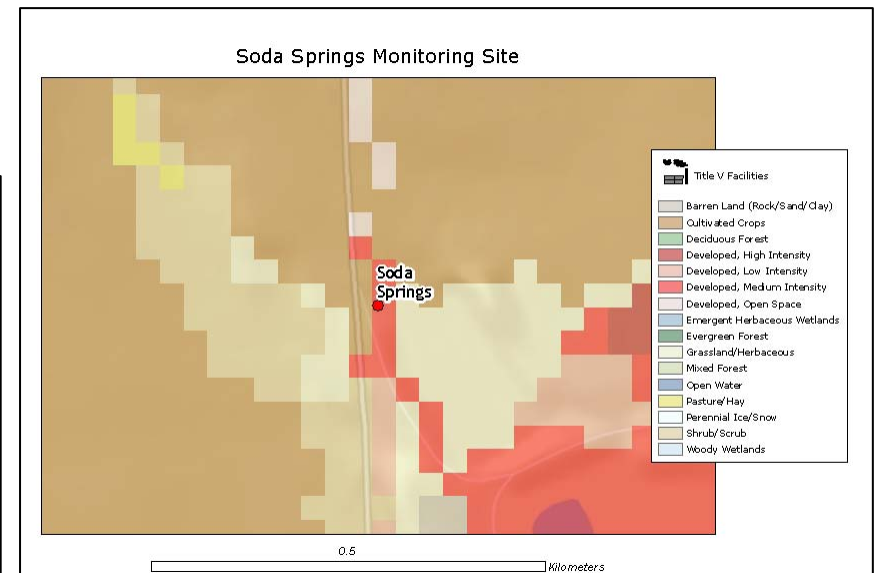 Soda Springs Monitoring Site
Soda
Springs
Title V Facilities
Barren Land (Rock/Sand/Clay)
Cultivated Crops
Deciduous Forest
Developed, High Intensity
Developed, Low Intensity
Developed, Medium Intensity
Developed, Open Space
Emergent Herbaceous Wetlands
Evergreen Forest
Grassland/Herbaceous
Mixed Forest
Open Water
Pasture/Hay
Perennial Ice/Snow
Shrub/Scrub
Woody Wetlands
0.5
Kilometers